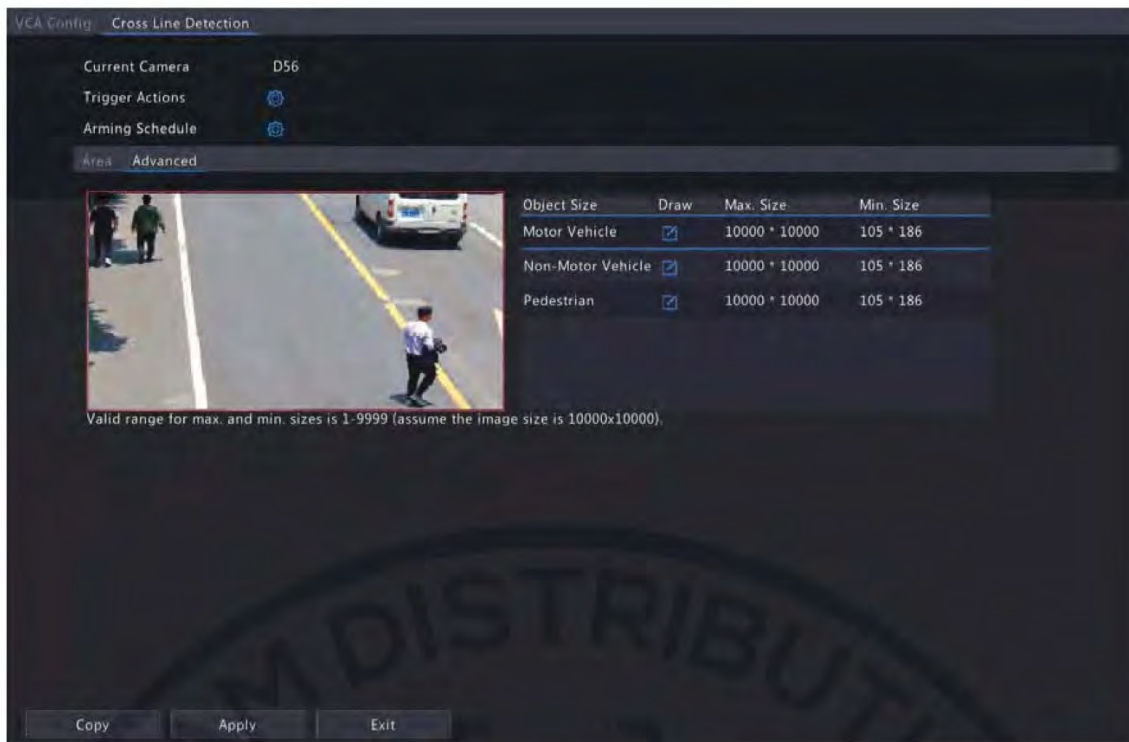 VCA Config Cross Line Detection
Current Camera D56
Trigger Actions
Arming Schedule
Area Advanced
Object Size Draw Max. Size Min. Size
Motor Vehicle 10000 * 10000 105 * 186
Non-Motor Vehicle 10000 * 10000 105 * 186
Pedestrian 10000 * 10000 105 * 186
Valid range for max. and min. sizes is 1-9999 (assume the image size is 10000x10000).
M DISTRIBUT
Copy Apply Exit